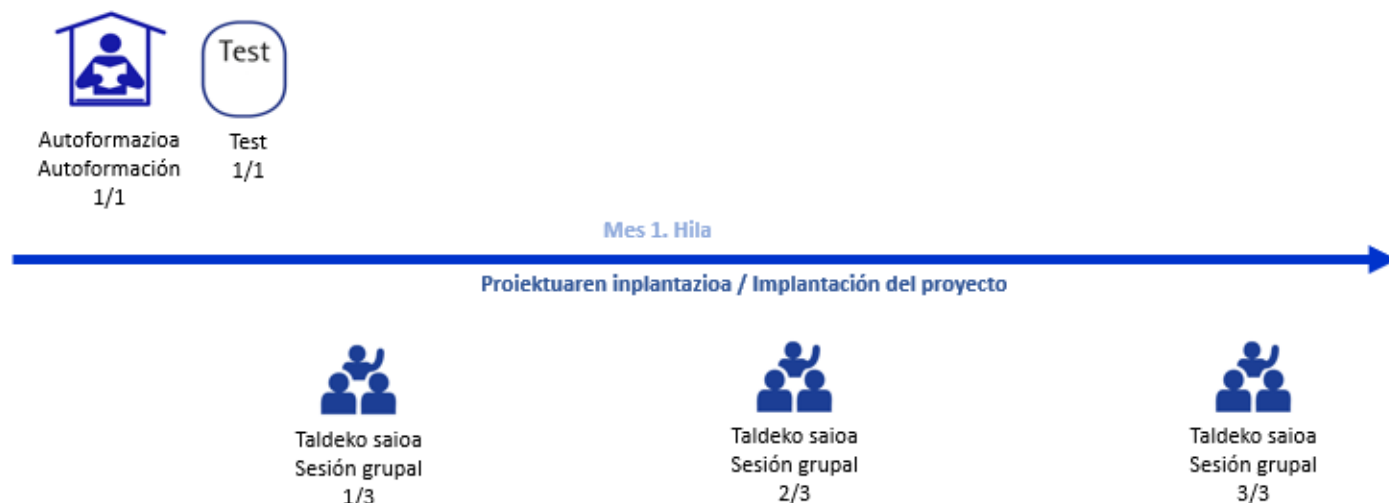 Test
Autoformazioa
Autoformación
1/1
Test
1/1
Mes 1. Hila
Proiektuaren inplantazioa / Implantación del proyecto
Taldeko saioa
Sesión grupal
1/3
Taldeko saioa
Sesión grupal
2/3
Taldeko saioa
Sesión grupal
3/3